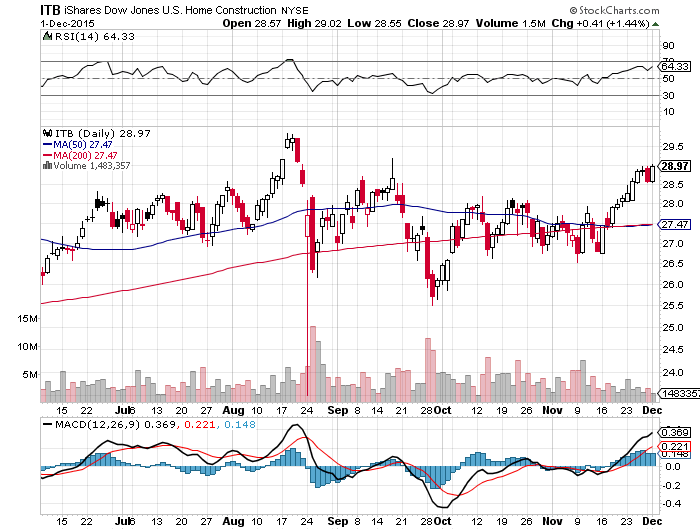 ITB iShares Dow Jones U.S. Home Construction NYSE © StockCharts.com
1-Dec-2015 Open 28.57 High 29.02 Low 28.55 Close 28.97 Volume 1.5M Chg +0.41 (+1.44%)
RSI(14) 64.33
90
70
64.33
50
30
10
ITB (Daily) 28.97
MA(50) 27.47
MA(200) 27.47
Volume 1,483,357
29.5
28.97
28.5
28.0
27.47
27.0
26.5
26.0
25.5
25.0
24.5
24.0
15M
10M
5M
1483357
15 22 Jul 6 13 20 27 Aug 10 17 24 Sep 8 14 21 28 Oct 12 19 26 Nov 9 16 23 Dec
MACD(12,26,9) 0.369, 0.221, 0.148
0.369
0.221
0.148
0.0
-0.2
-0.4
15 22 Jul 6 13 20 27 Aug 10 17 24 Sep 8 14 21 28 Oct 12 19 26 Nov 9 16 23 Dec